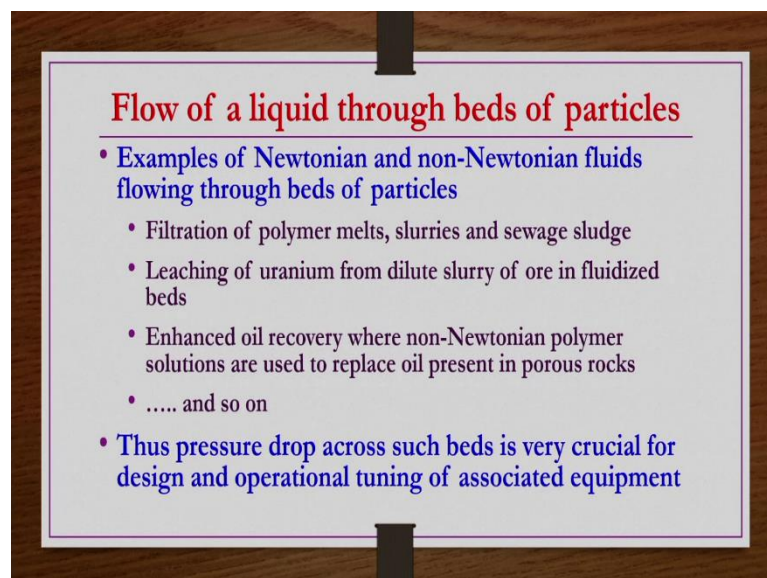 Flow of a liquid through beds of particles
• Examples of Newtonian and non-Newtonian fluids
flowing through beds of particles
• Filtration of polymer melts, slurries and sewage sludge
• Leaching of uranium from dilute slurry of ore in fluidized
beds
• Enhanced oil recovery where non-Newtonian polymer
solutions are used to replace oil present in porous rocks
• ..... and so on
• Thus pressure drop across such beds is very crucial for
design and operational tuning of associated equipment